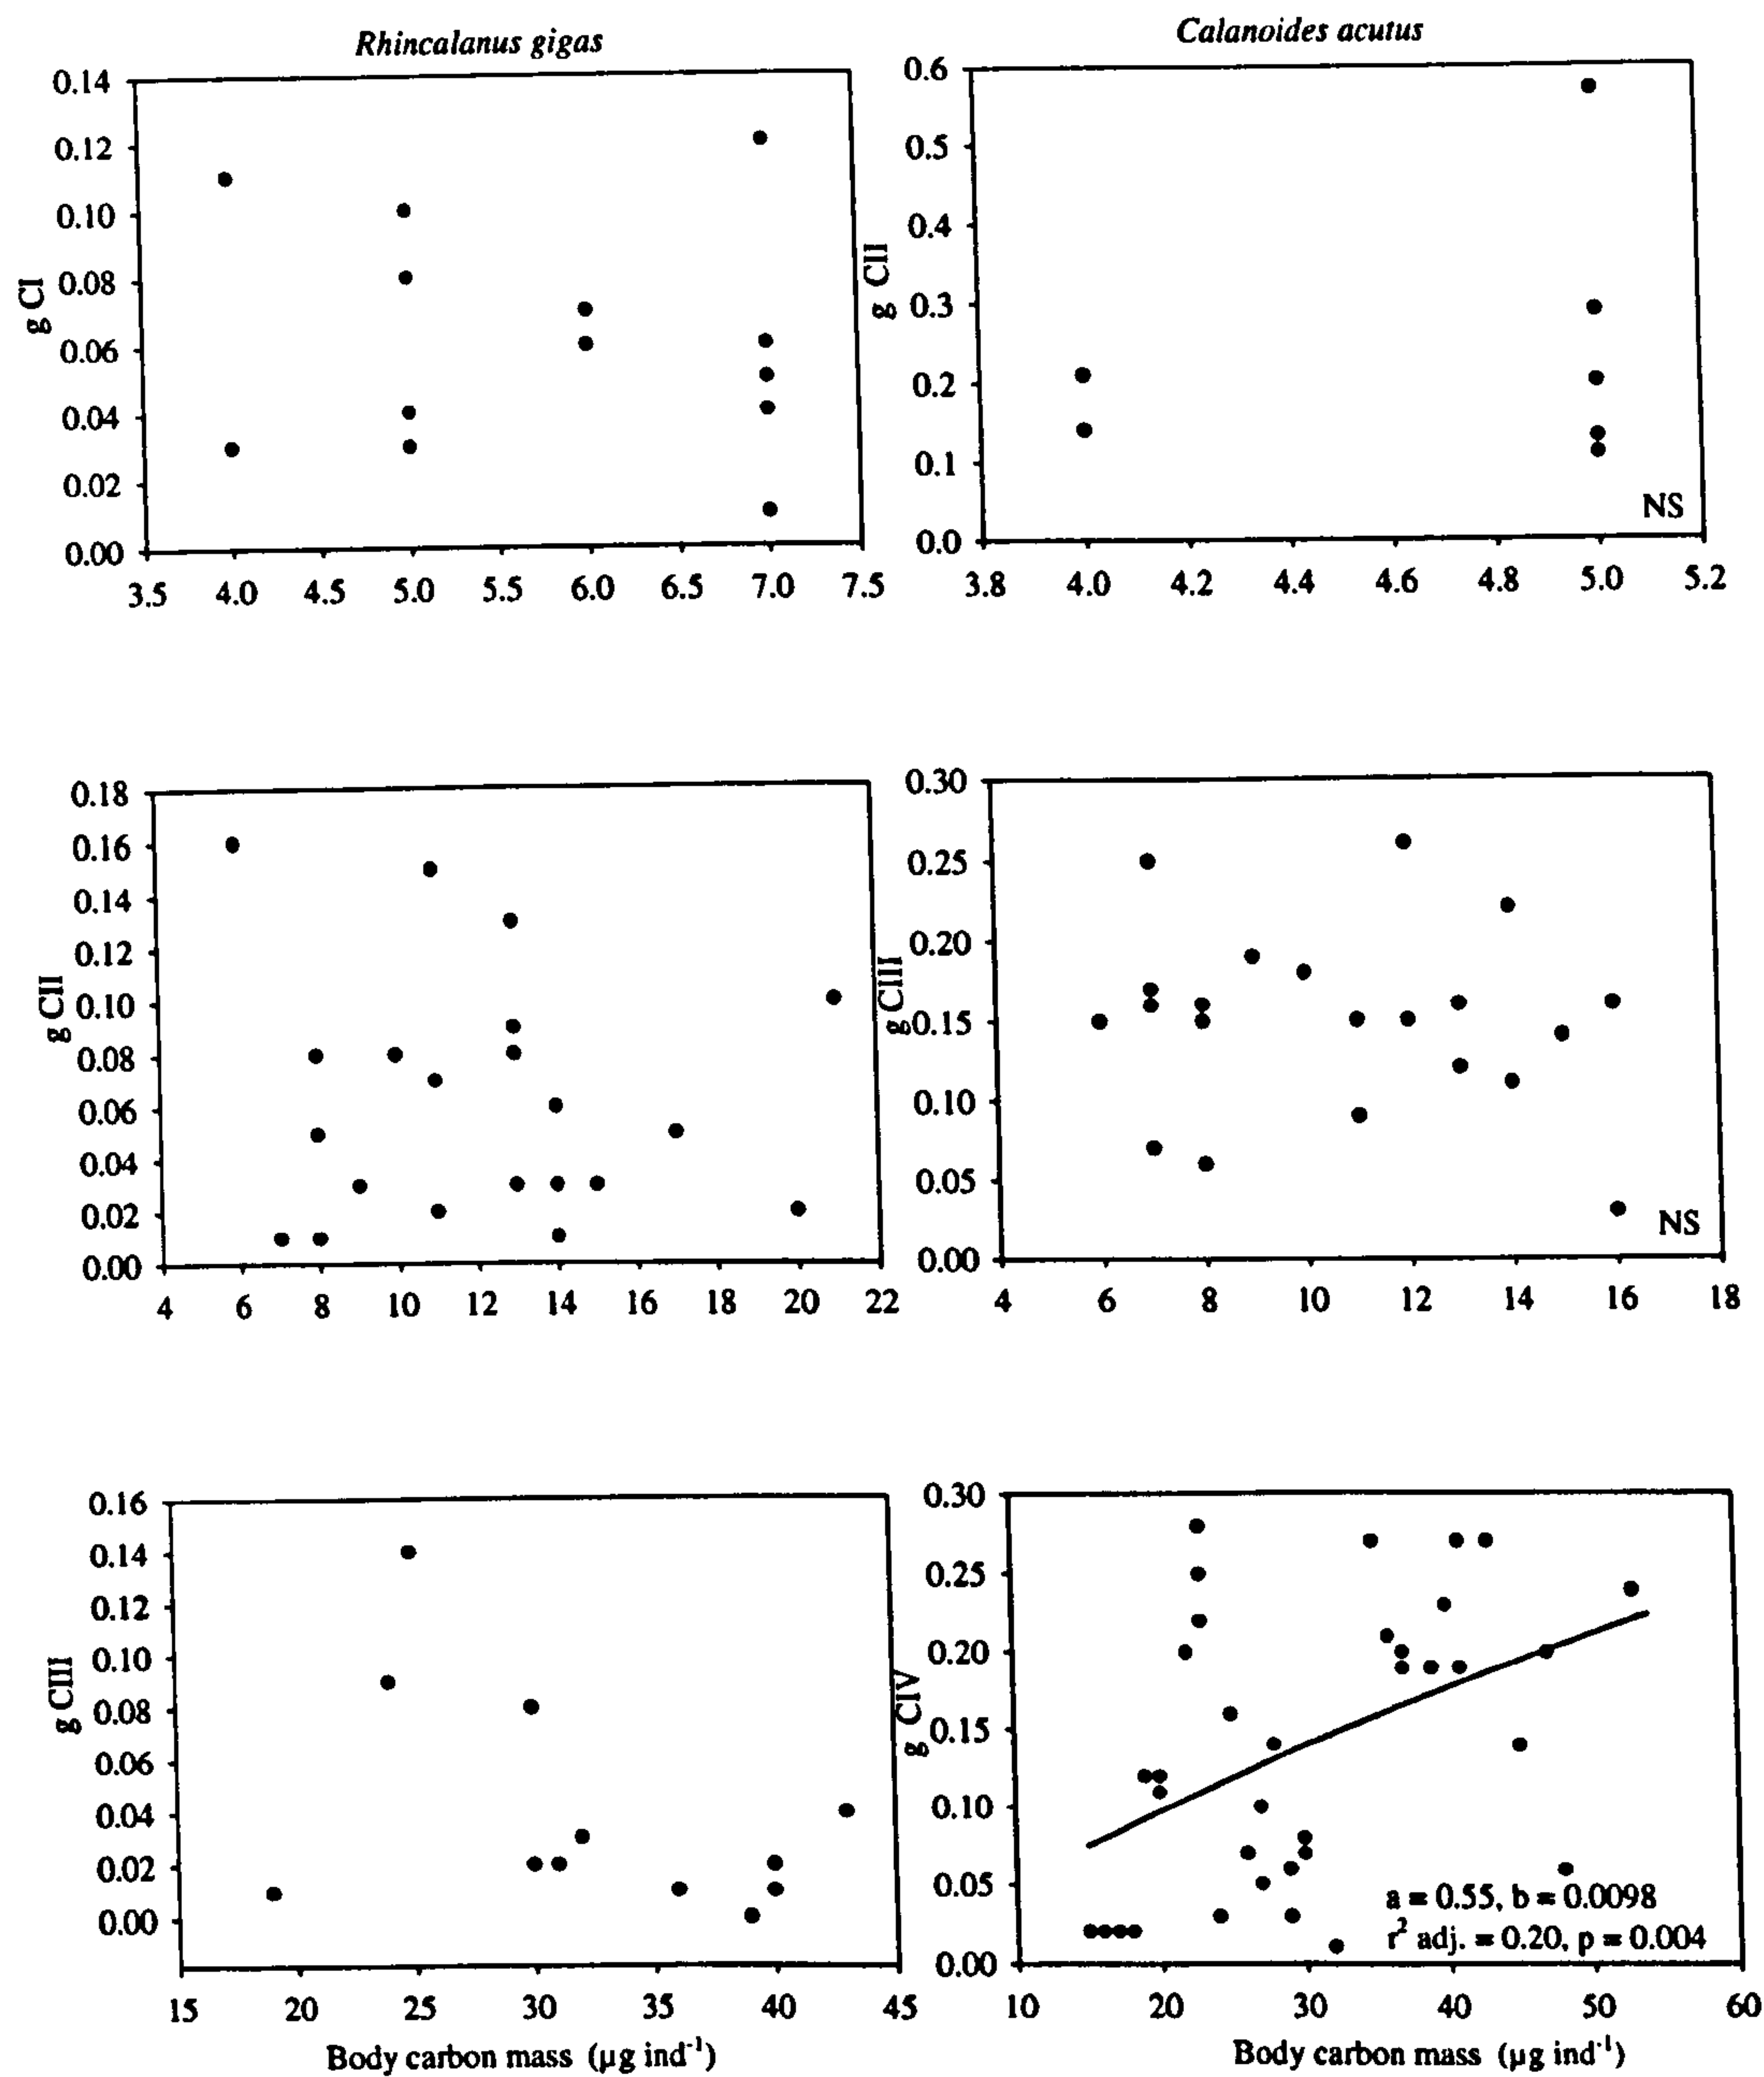 Rhincalanus gigas
Calanoides acutus
0.14
0.12
0.10
0.08
0.06
0.04
0.02
0.00
g CI
3.5 4.0 4.5 5.0 5.5 6.0 6.5 7.0 7.5
0.6
0.5
0.4
0.3
0.2
0.1
0.0
g CII
NS
3.8 4.0 4.2 4.4 4.6 4.8 5.0 5.2
0.18
0.16
0.14
0.12
0.10
0.08
0.06
0.04
0.02
0.00
g CII
4 6 8 10 12 14 16 18 20 22
0.30
0.25
0.20
0.15
0.10
0.05
0.00
g CIII
NS
4 6 8 10 12 14 16 18
0.16
0.14
0.12
0.10
0.08
0.06
0.04
0.02
0.00
g CIII
15 20 25 30 35 40 45
Body carbon mass (µg ind⁻¹)
0.30
0.25
0.20
0.15
0.10
0.05
0.00
g CIV
a = 0.55, b = 0.0098
r² adj. = 0.20, p = 0.004
10 20 30 40 50 60
Body carbon mass (µg ind⁻¹)